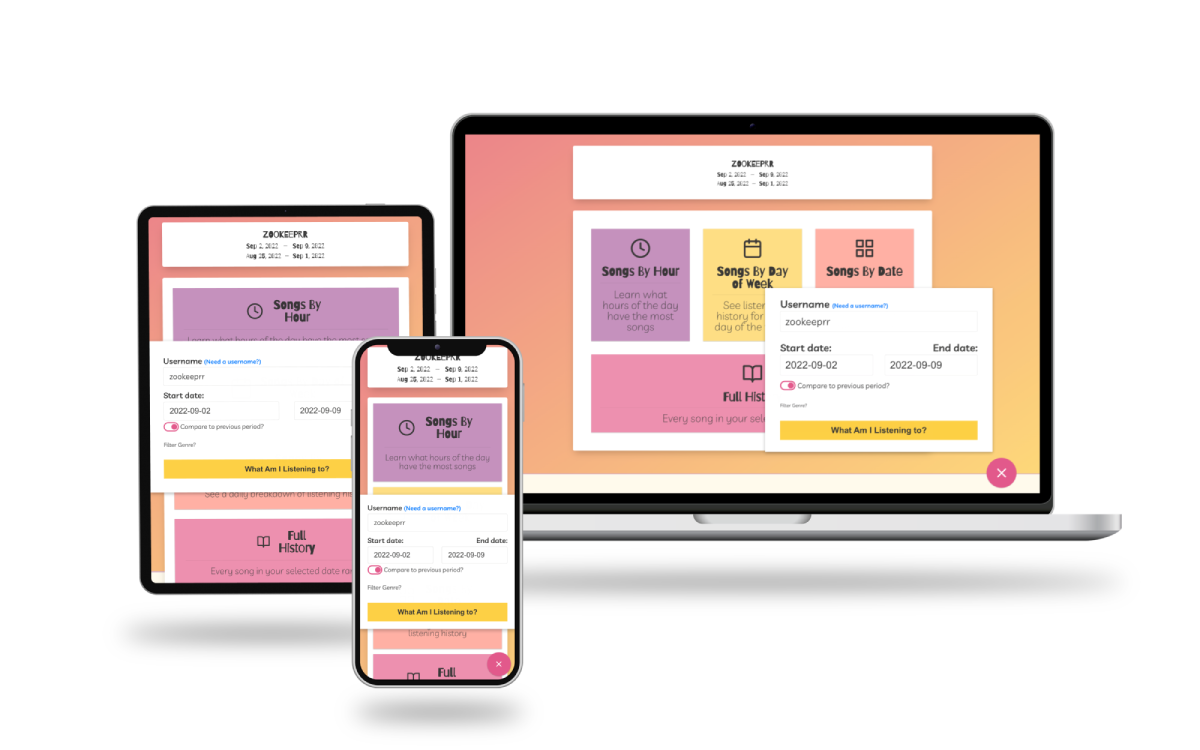 ZOOKEEPRR
Sep 2, 2022 — Sep 9, 2022
Aug 25, 2022 — Sep 1, 2022
Songs By
Hour
Learn what hours of the day have the most
Username (Need a username?)
zookeeprr
Start date:
2022-09-02
2022-09-09
Compare to previous period?
Filter Genre?
What Am I Listening to?
See a daily breakdown of listening
Full
History
Every song in your selected date
ZOOKEEPRR
Sep 2, 2022 — Sep 9, 2022
Aug 25, 2022 — Sep 1, 2022
Songs By
Hour
Learn what hours of the day
have the most songs
Username (Need a username?)
zookeeprr
Start date:
End date:
2022-09-02
2022-09-09
Compare to previous period?
Filter Genre?
What Am I Listening to?
listening history
Full
ZOOKEEPRR
Sep 2, 2022 — Sep 9, 2022
Aug 25, 2022 — Sep 1, 2022
Songs By Hour
Learn what
hours of the day
have the most
songs
Songs By Day
of Week
See
history for
day of the
Songs By Date
Full
Every song in your
Username (Need a username?)
zookeeprr
Start date:
End date:
2022-09-02
2022-09-09
Compare to previous period?
Filter Genre?
What Am I Listening to?